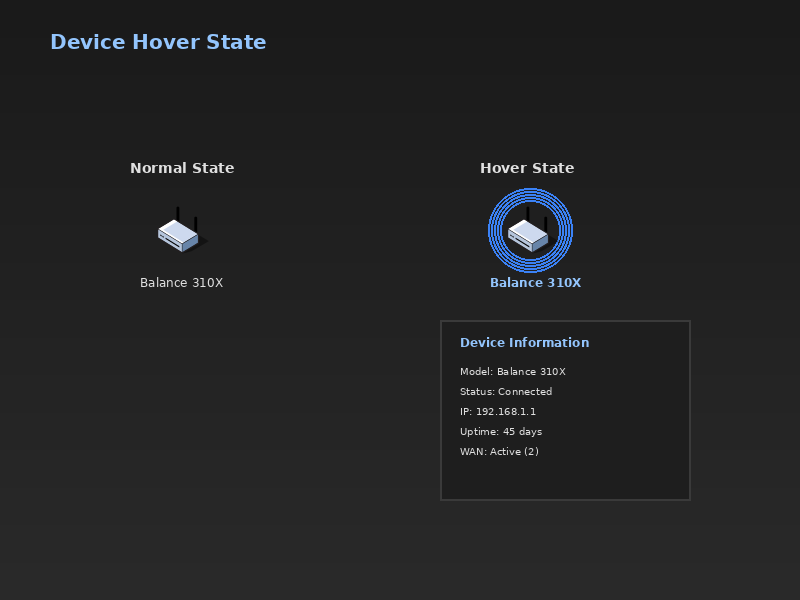 Device Hover State
Normal State
Hover State
Balance 310X
Balance 310X
Device Information
Model: Balance 310X
Status: Connected
IP: 192.168.1.1
Uptime: 45 days
WAN: Active (2)